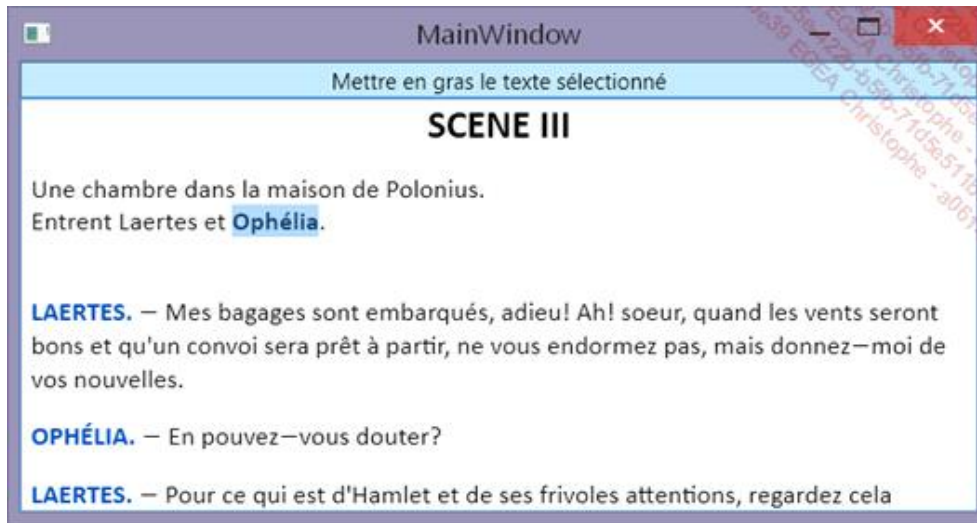 MainWindow
Mettre en gras le texte sélectionné
SCENE III
Une chambre dans la maison de Polonius.
Entrent Laertes et Ophélia.
LAERTES. — Mes bagages sont embarqués, adieu! Ah! soeur, quand les vents seront
bons et qu'un convoi sera prêt à partir, ne vous endormez pas, mais donnez—moi de
vos nouvelles.
OPHÉLIA. — En pouvez—vous douter?
LAERTES. — Pour ce qui est d'Hamlet et de ses frivoles attentions, regardez cela